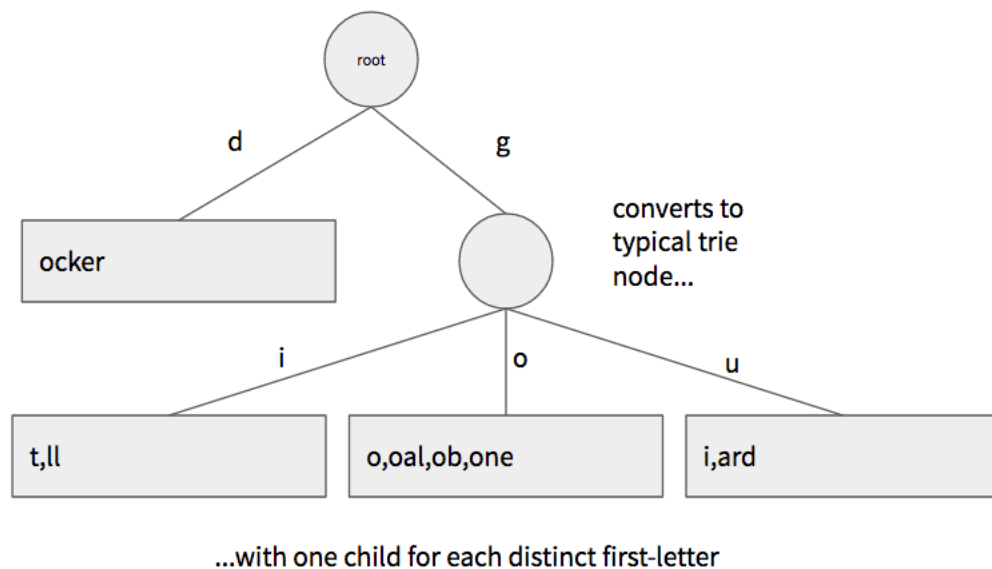 root
d
g
converts to
typical trie
node...
ocker
i
o
u
t,ll
o,oal,ob,one
i,ard
...with one child for each distinct first-letter